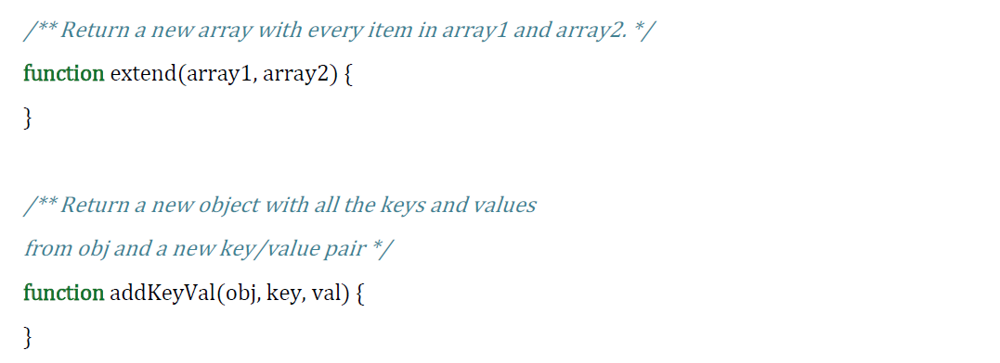 /** Return a new array with every item in array1 and array2. */
function extend(array1, array2) {
}
/** Return a new object with all the keys and values
from obj and a new key/value pair */
function addKeyVal(obj, key, val) {
}